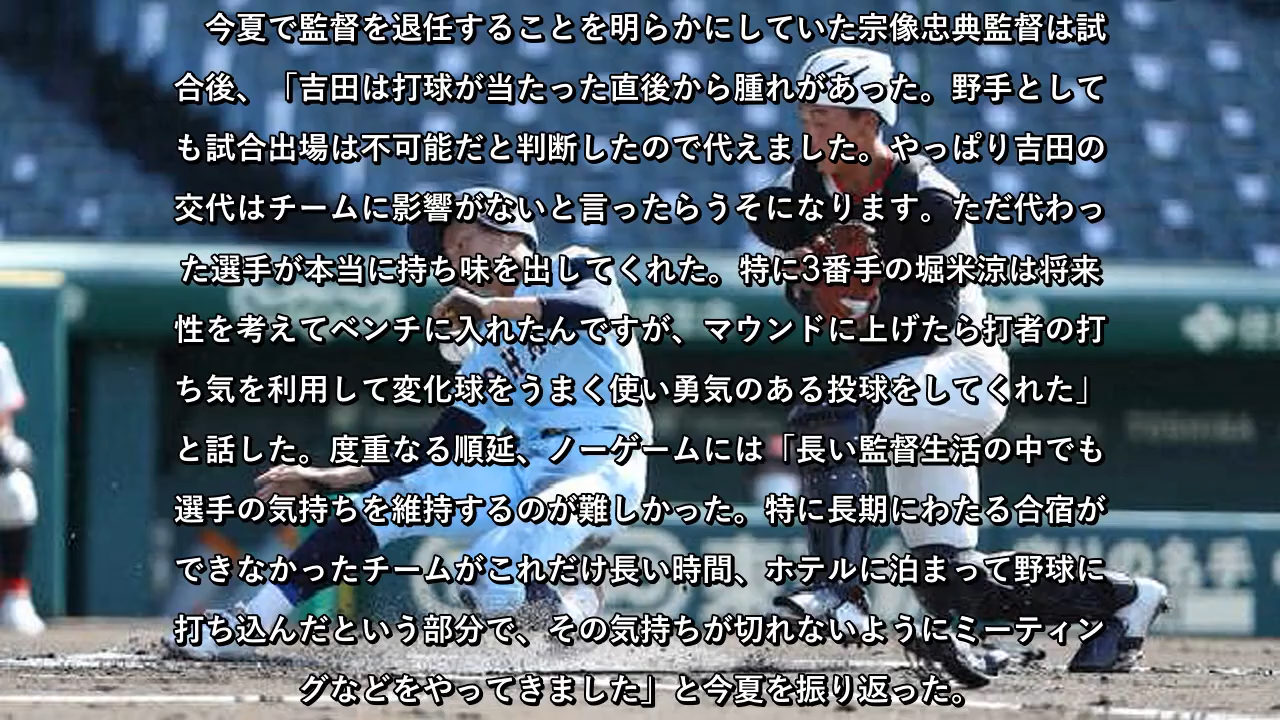 今夏で監督を退任することを明らかにしていた宗像忠典監督は試
合後、「吉田は打球が当たった直後から腫れがあった。野手として
も試合出場は不可能だと判断したので代えました。やっぱり吉田の
交代はチームに影響がないと言ったらうそになります。ただ代わっ
た選手が本当に持ち味を出してくれた。特に3番手の堀米涼は将来
性を考えてベンチに入れたんですが、マウンドに上げたら打者の打
ち気を利用して変化球をうまく使い勇気のある投球をしてくれた」
と話した。度重なる順延、ノーゲームには「長い監督生活の中でも
選手の気持ちを維持するのが難しかった。特に長期にわたる合宿が
できなかったチームがこれだけ長い時間、ホテルに泊まって野球に
打ち込んだという部分で、その気持ちが切れないようにミーティン
グなどをやってきました」と今夏を振り返った。